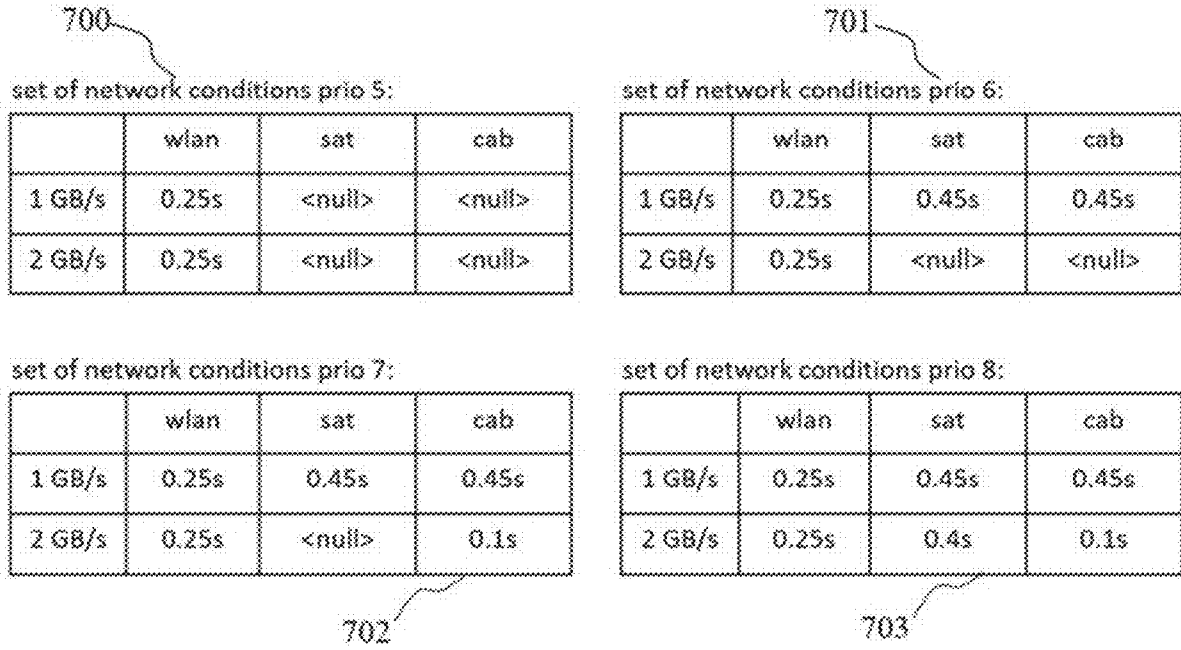 700
set of network conditions prio 5:
wlan sat cab
1 GB/s 0.25s <null> <null>
2 GB/s 0.25s <null> <null>
701
set of network conditions prio 6:
wlan sat cab
1 GB/s 0.25s 0.45s 0.45s
2 GB/s 0.25s <null> <null>
set of network conditions prio 7:
wlan sat cab
1 GB/s 0.25s 0.45s 0.45s
2 GB/s 0.25s <null> 0.1s
702
set of network conditions prio 8:
wlan sat cab
1 GB/s 0.25s 0.45s 0.45s
2 GB/s 0.25s 0.4s 0.1s
703